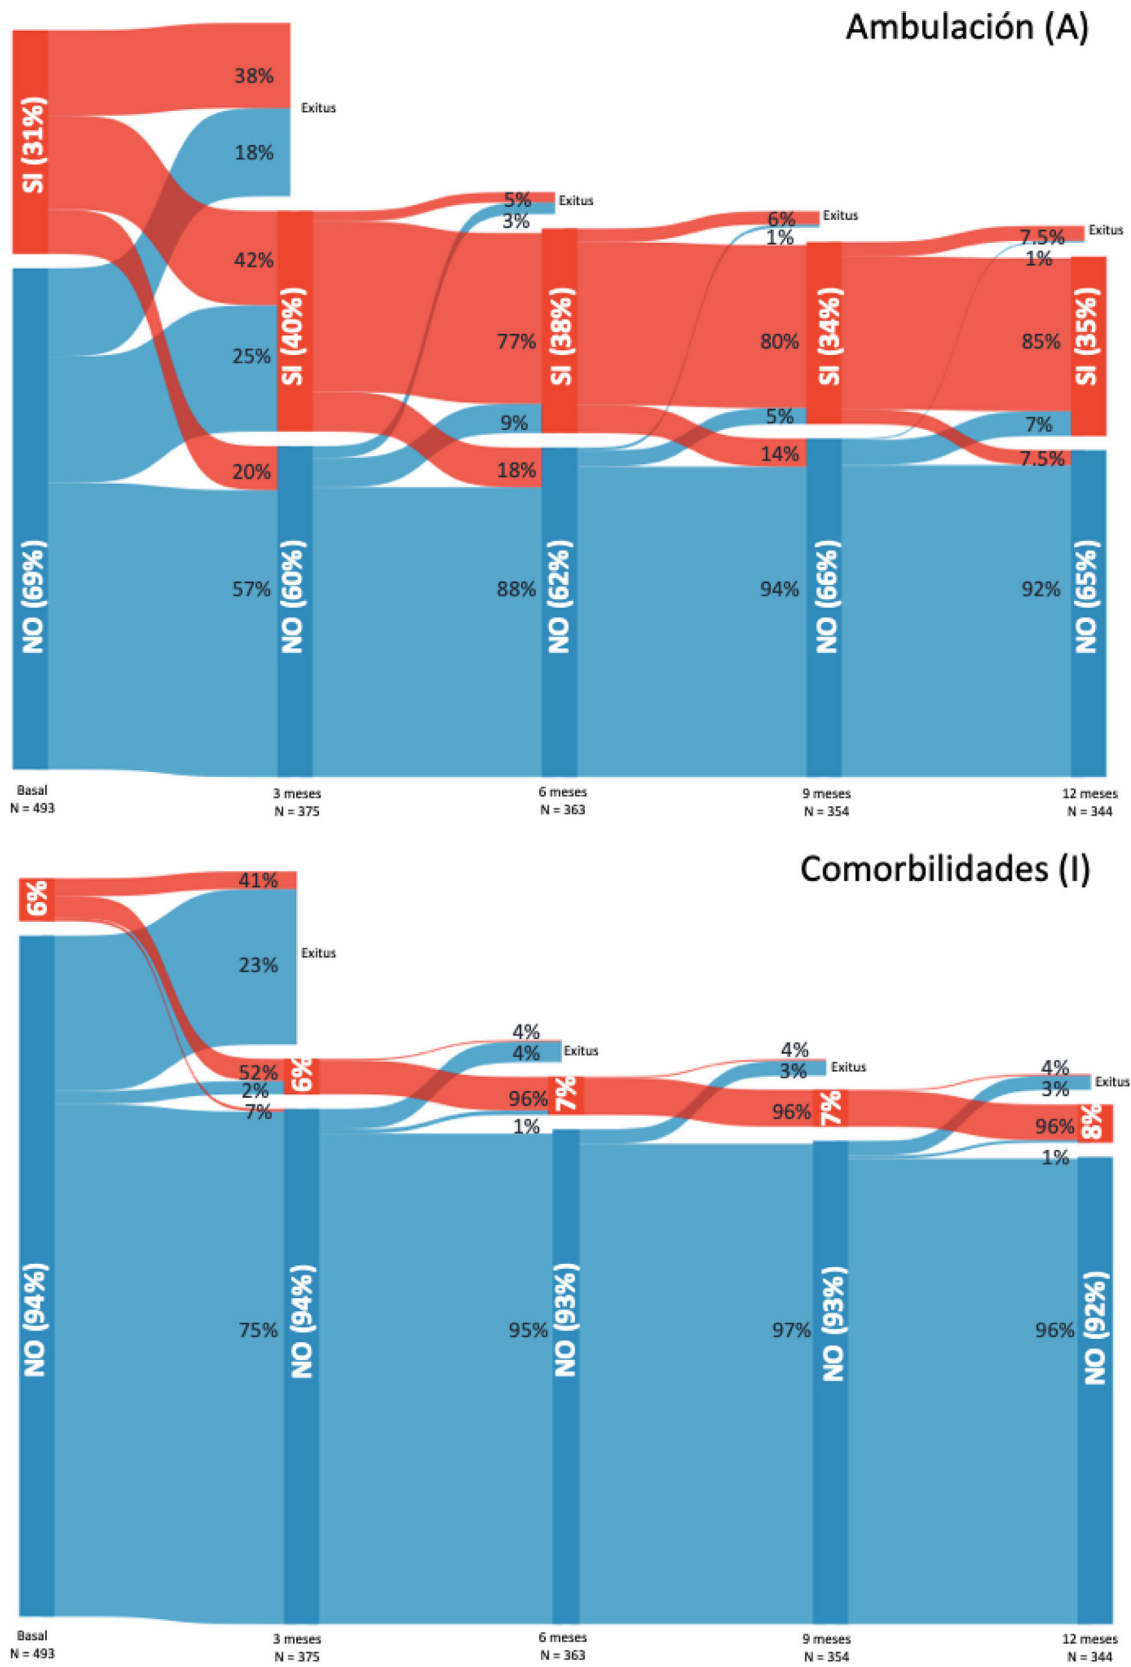 Ambulación (A)
38%
Exitus
SI (31%)
18%
5%
Exitus
3%
6%
Exitus
1%
7.5%
Exitus
1%
42%
SI (40%)
25%
77%
SI (38%)
80%
SI (34%)
85%
SI (35%)
9%
5%
7%
20%
18%
14%
7.5%
NO (69%)
57%
NO (60%)
88%
NO (62%)
94%
NO (66%)
92%
NO (65%)
Basal
N = 493
3 meses
N = 375
6 meses
N = 363
9 meses
N = 354
12 meses
N = 344
Comorbilidades (I)
6%
41%
23%
Exitus
4%
4%
Exitus
4%
3%
Exitus
4%
3%
Exitus
52%
2%
7%
6%
96%
1%
7%
96%
7%
96%
1%
8%
NO (94%)
75%
NO (94%)
95%
NO (93%)
97%
NO (93%)
96%
NO (92%)
Basal
N = 493
3 meses
N = 375
6 meses
N = 363
9 meses
N = 354
12 meses
N = 344